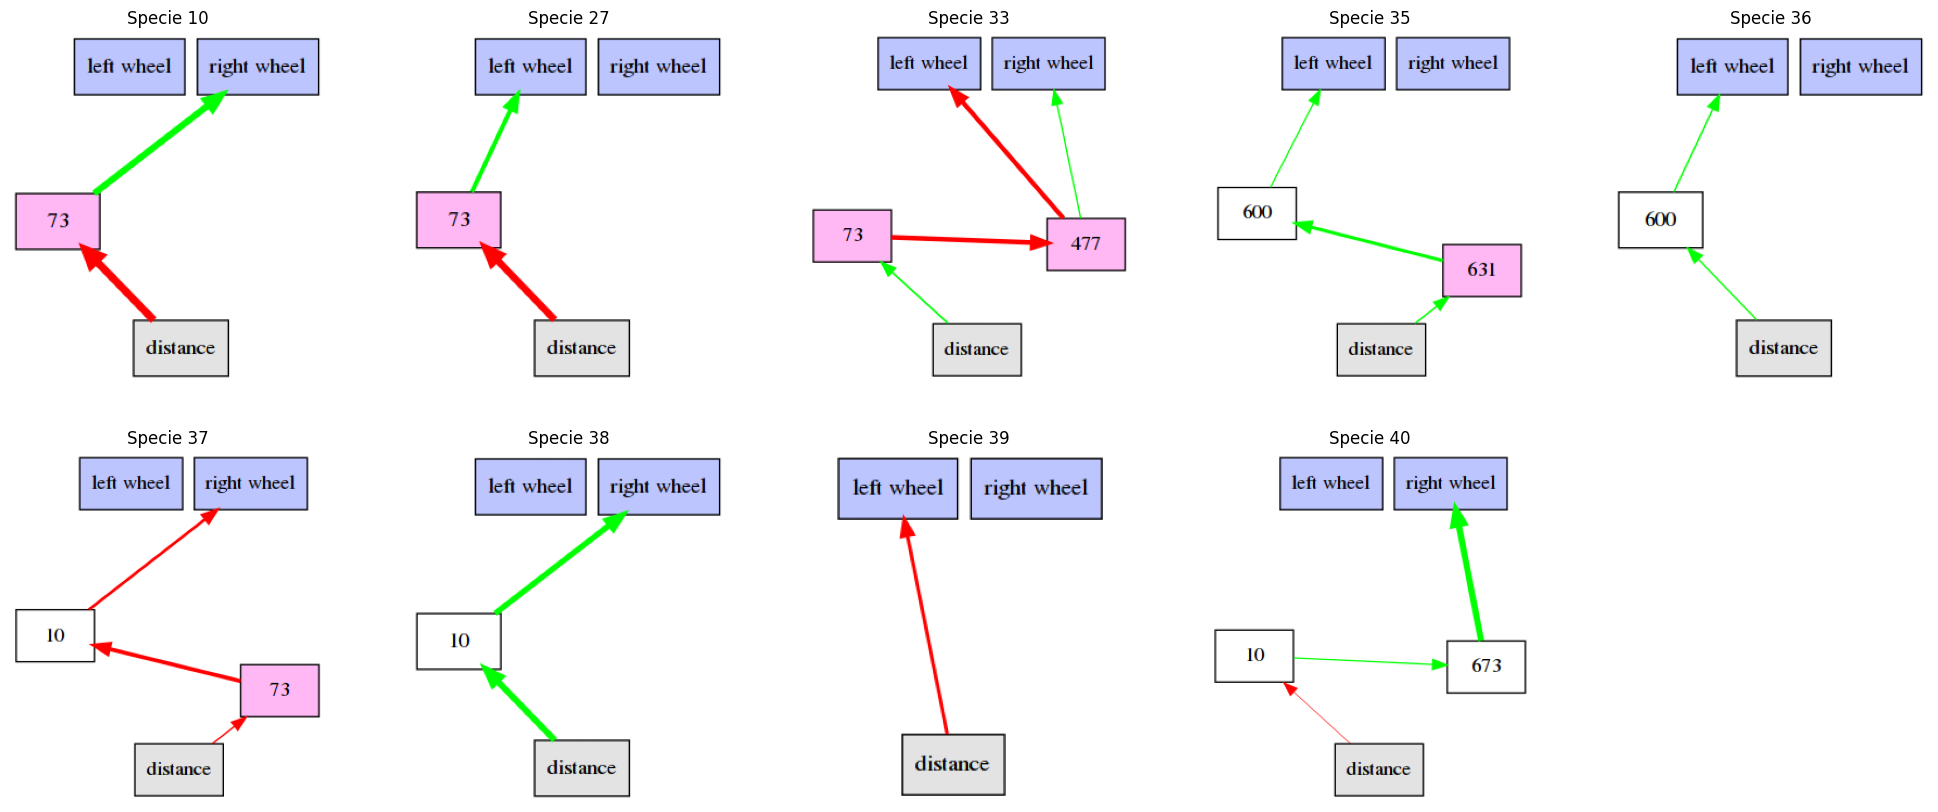 Specie 10
left wheel
right wheel
73
distance
Specie 27
left wheel
right wheel
73
distance
Specie 33
left wheel
right wheel
73
477
distance
Specie 35
left wheel
right wheel
600
631
distance
Specie 36
left wheel
right wheel
600
distance
Specie 37
left wheel
right wheel
10
73
distance
Specie 38
left wheel
right wheel
10
distance
Specie 39
left wheel
right wheel
distance
Specie 40
left wheel
right wheel
10
673
distance